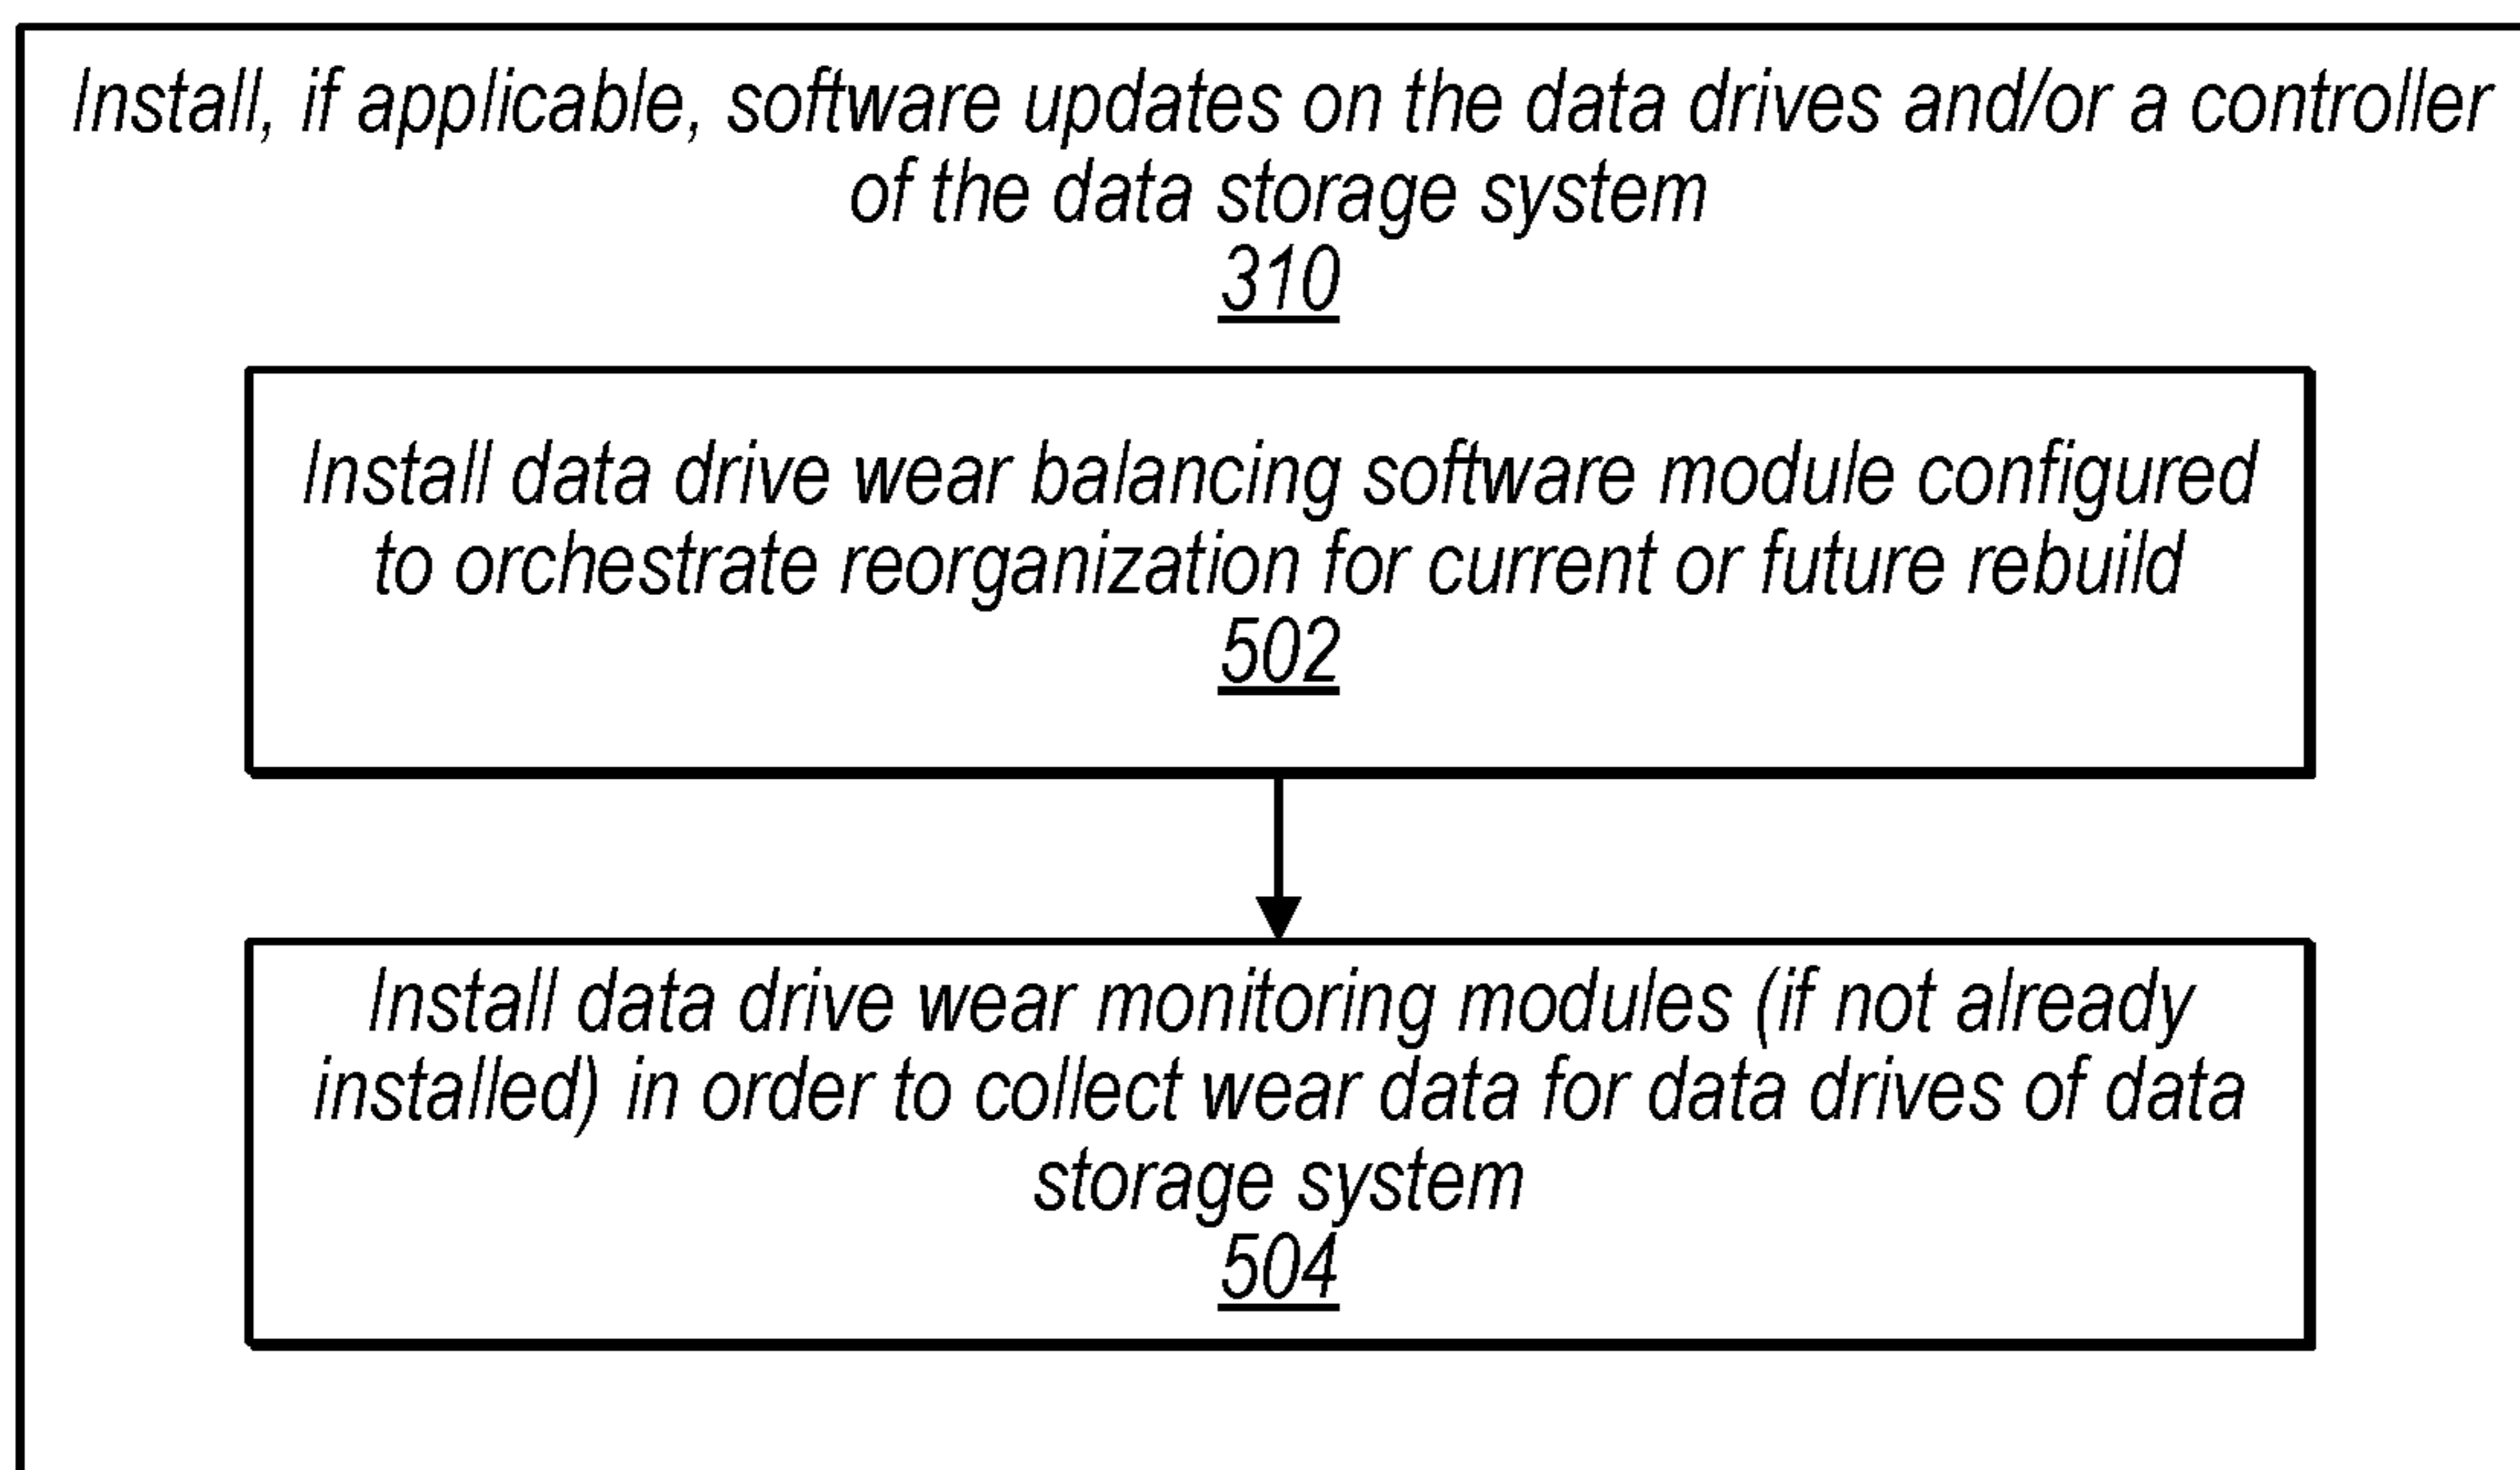 Install, if applicable, software updates on the data drives and/or a controller
of the data storage system
310
Install data drive wear balancing software module configured
to orchestrate reorganization for current or future rebuild
502
Install data drive wear monitoring modules (if not already
installed) in order to collect wear data for data drives of data
storage system
504